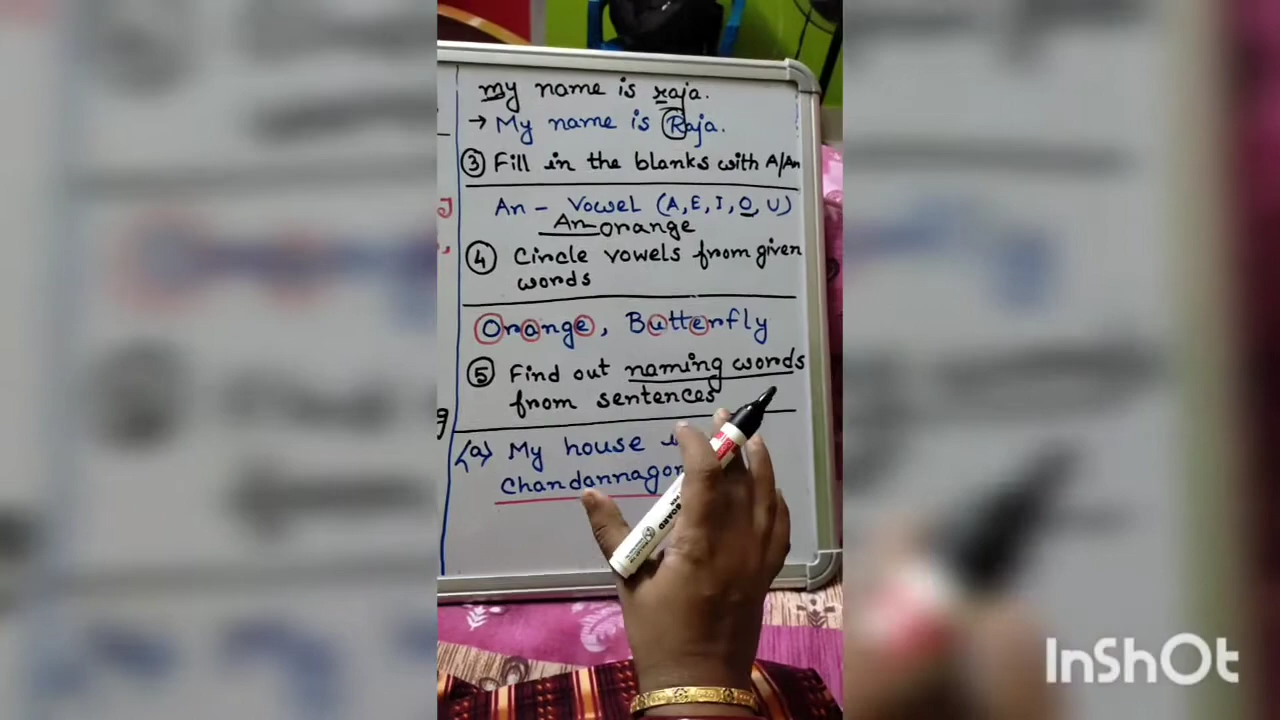 my name is raja.
→ My name is Raja.
③ Fill in the blanks with A/An
An - Vowel (A, E, I, O, U)
An orange
④ Circle vowels from given
words
Orange, Butterfly
⑤ Find out naming words
from sentences
(a) My house
Chandannagor
BOARD
InShOt